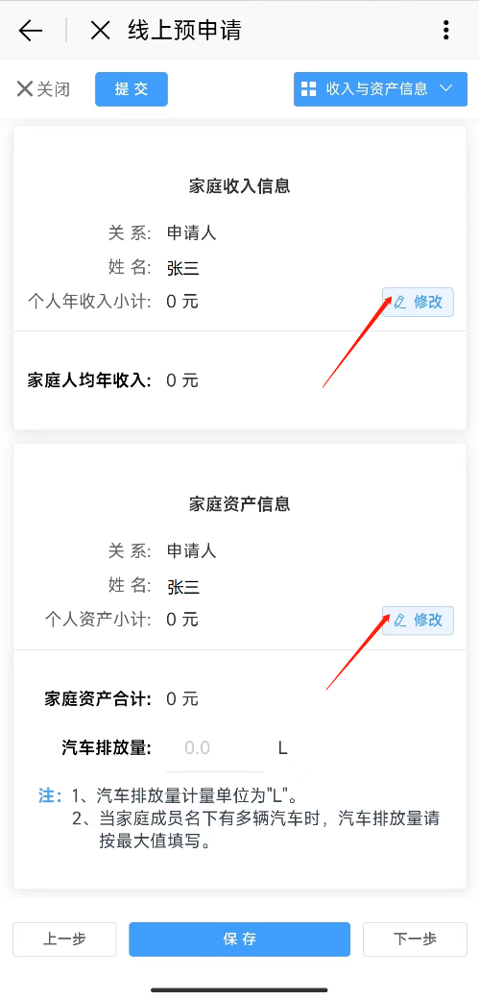 线上预申请
关闭
提 交
收入与资产信息
家庭收入信息
关 系: 申请人
姓 名: 张三
个人年收入小计: 0 元
修改
家庭人均年收入: 0 元
家庭资产信息
关 系: 申请人
姓 名: 张三
个人资产小计: 0 元
修改
家庭资产合计: 0 元
汽车排放量: 0.0 L
注: 1、汽车排放量计量单位为"L"。
2、当家庭成员名下有多辆汽车时，汽车排放量请
按最大值填写。
上一步
保 存
下一步